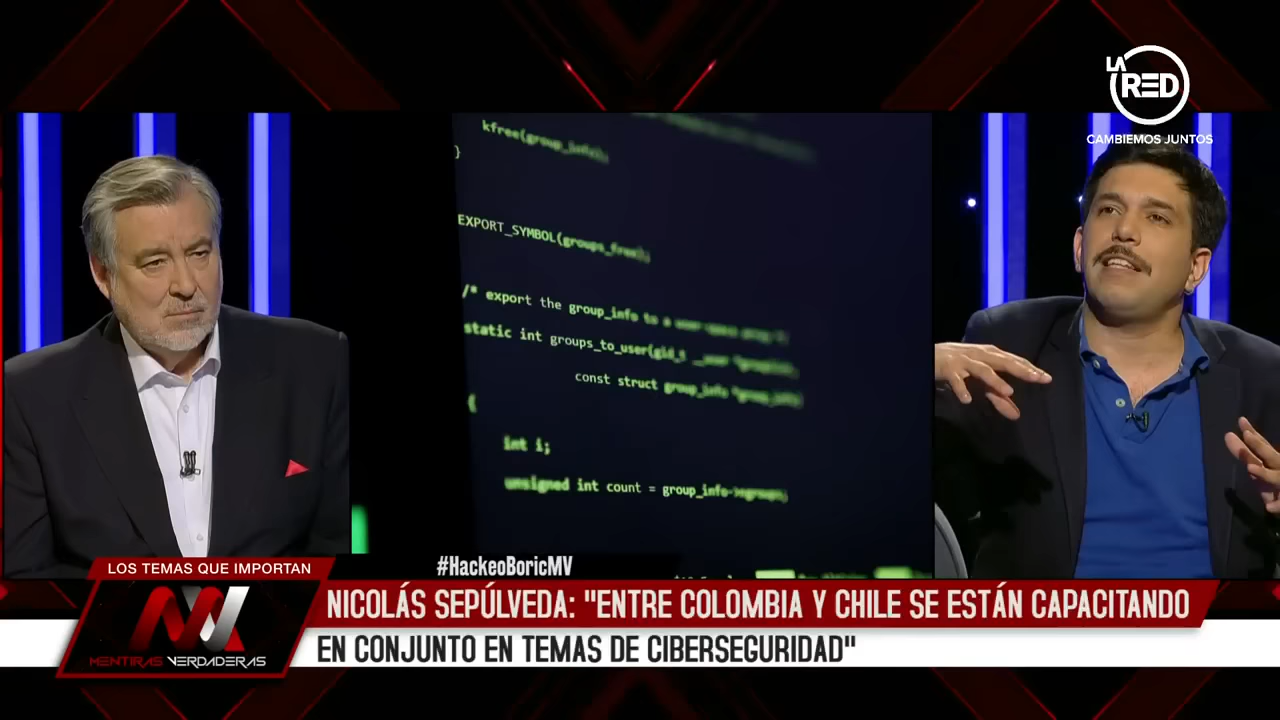 LA
RED
CAMBIEMOS JUNTOS
kfree(group_info);
}
EXPORT_SYMBOL(groups_free);
/* export the group_info to a user-space array */
static int groups_to_user(gid_t __user *grouplist,
const struct group_info *group_info)
{
int i;
unsigned int count = group_info->ngroups;
#HackeoBoricMV
LOS TEMAS QUE IMPORTAN
MV
MENTIRAS VERDADERAS
NICOLÁS SEPÚLVEDA: "ENTRE COLOMBIA Y CHILE SE ESTÁN CAPACITANDO
EN CONJUNTO EN TEMAS DE CIBERSEGURIDAD"